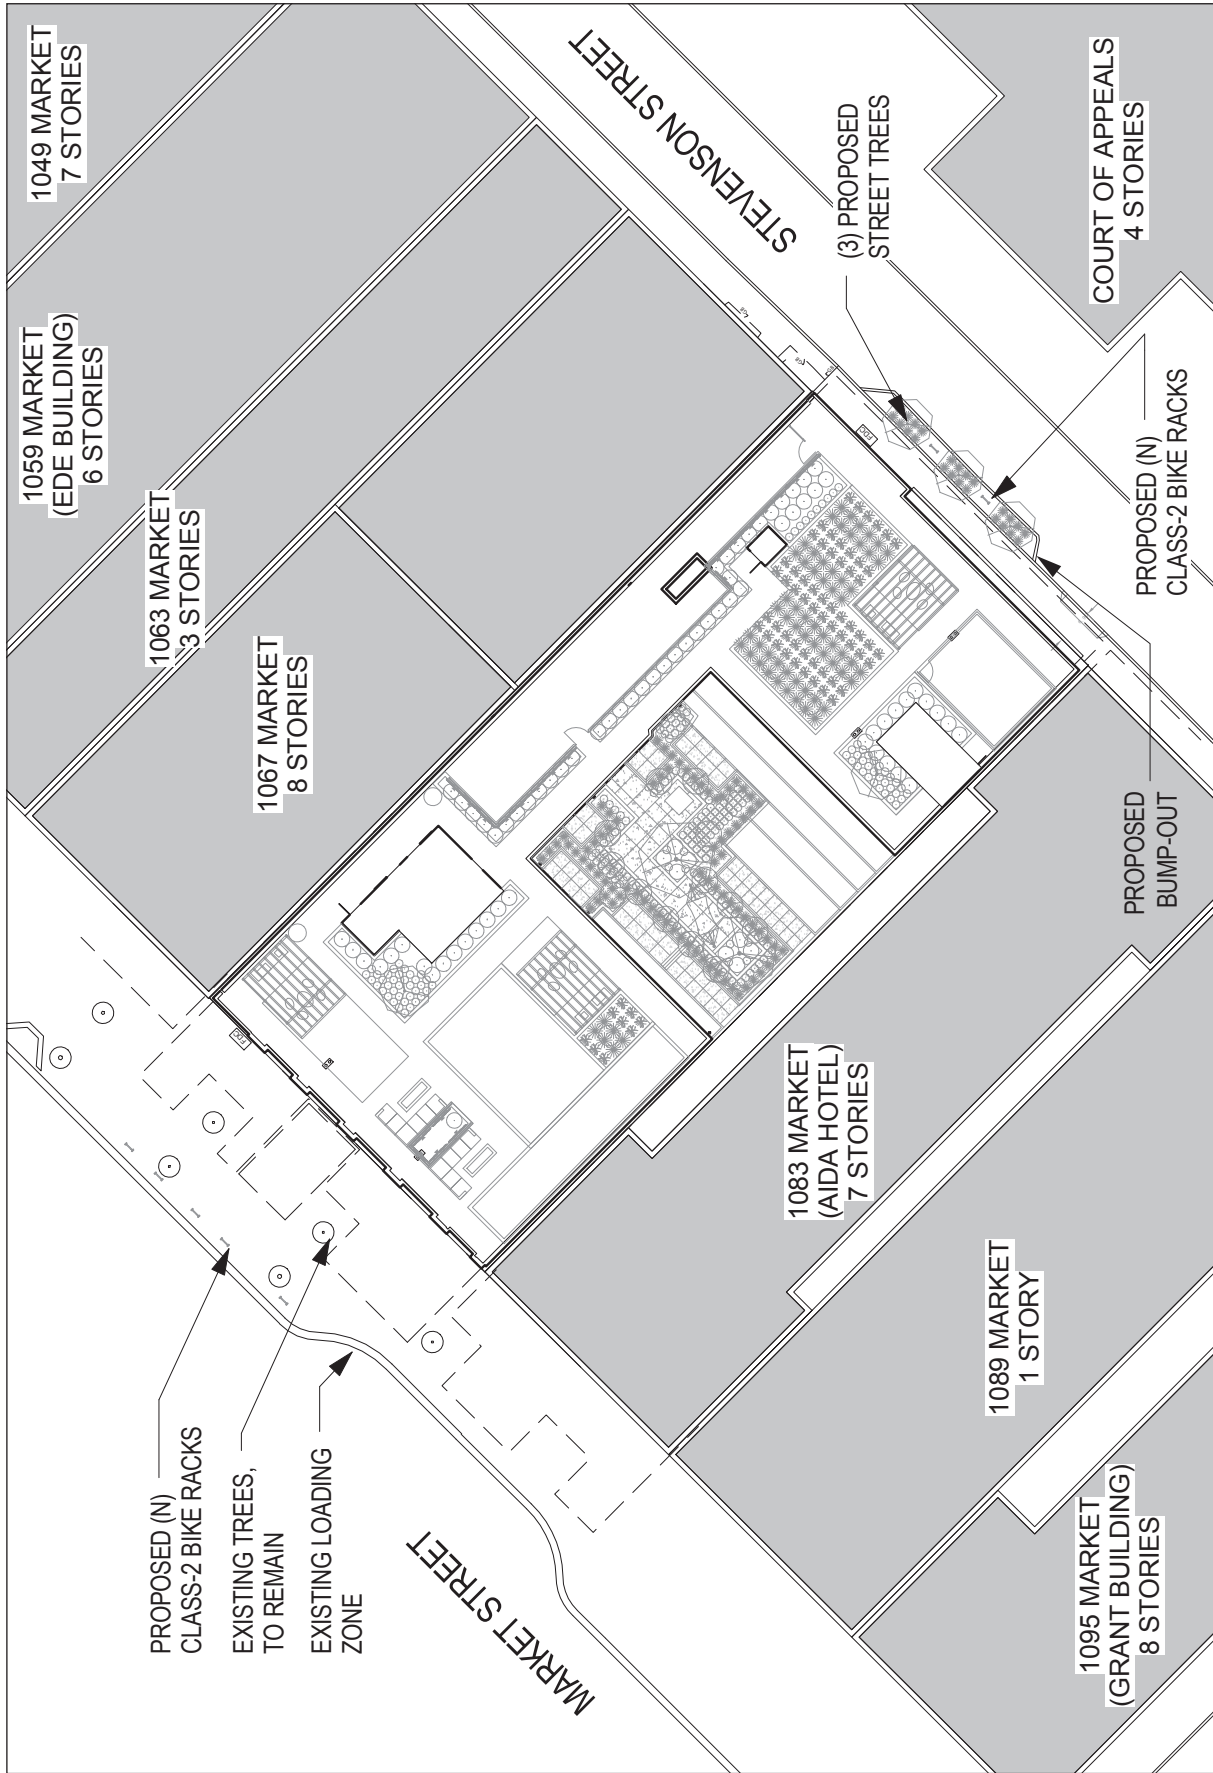 1049 MARKET
7 STORIES
1059 MARKET
(EDE BUILDING)
6 STORIES
1063 MARKET
3 STORIES
1067 MARKET
8 STORIES
STEVENSON STREET
(3) PROPOSED
STREET TREES
COURT OF APPEALS
4 STORIES
PROPOSED (N)
CLASS-2 BIKE RACKS
PROPOSED
BUMP-OUT
FDC
FDC
PROPOSED (N)
CLASS-2 BIKE RACKS
EXISTING TREES,
TO REMAIN
EXISTING LOADING
ZONE
MARKET STREET
1083 MARKET
(AIDA HOTEL)
7 STORIES
1089 MARKET
1 STORY
1095 MARKET
(GRANT BUILDING)
8 STORIES